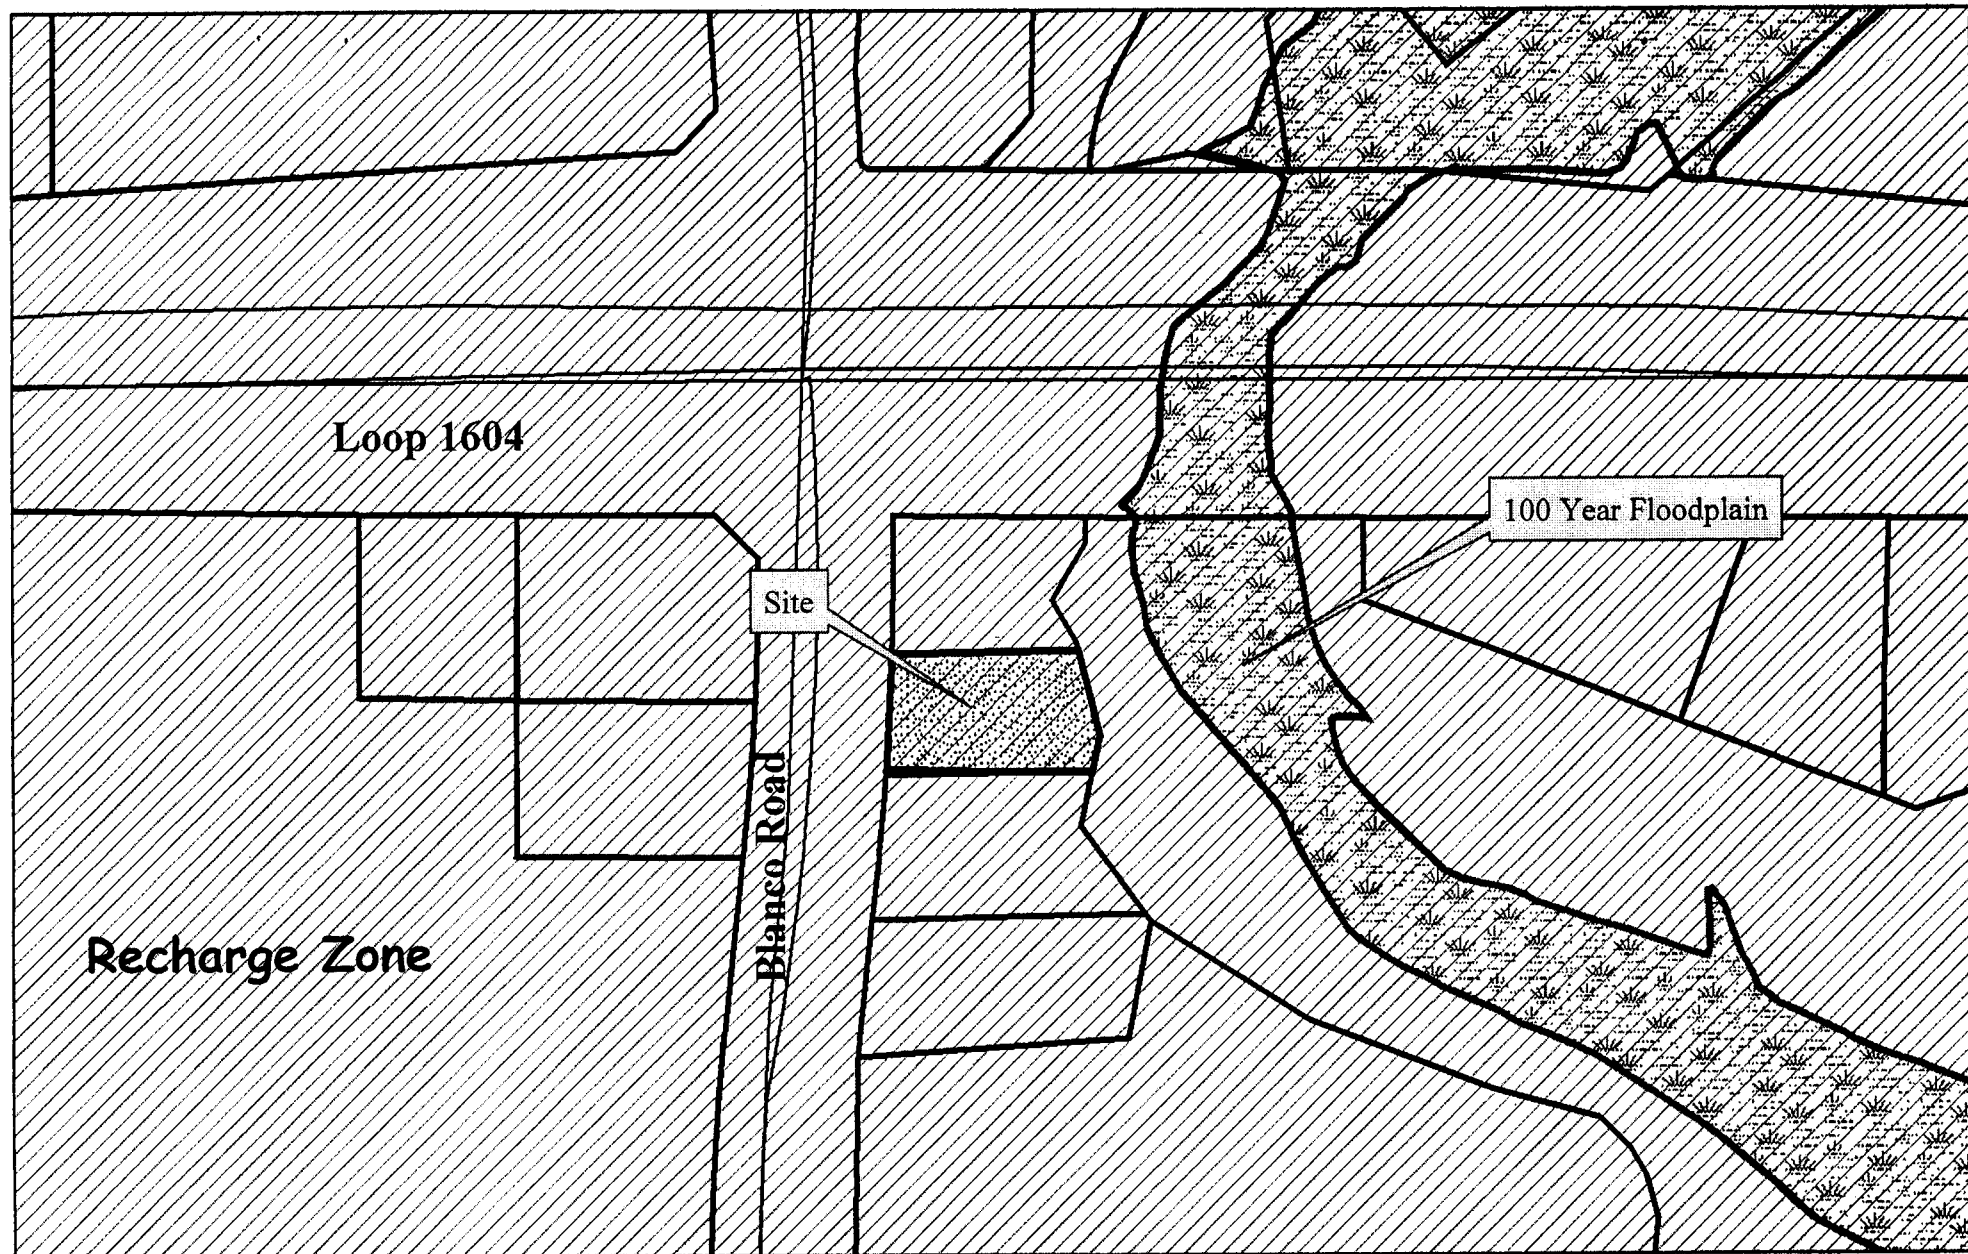 Loop 1604
100 Year Floodplain
Site
Blanco Road
Recharge Zone